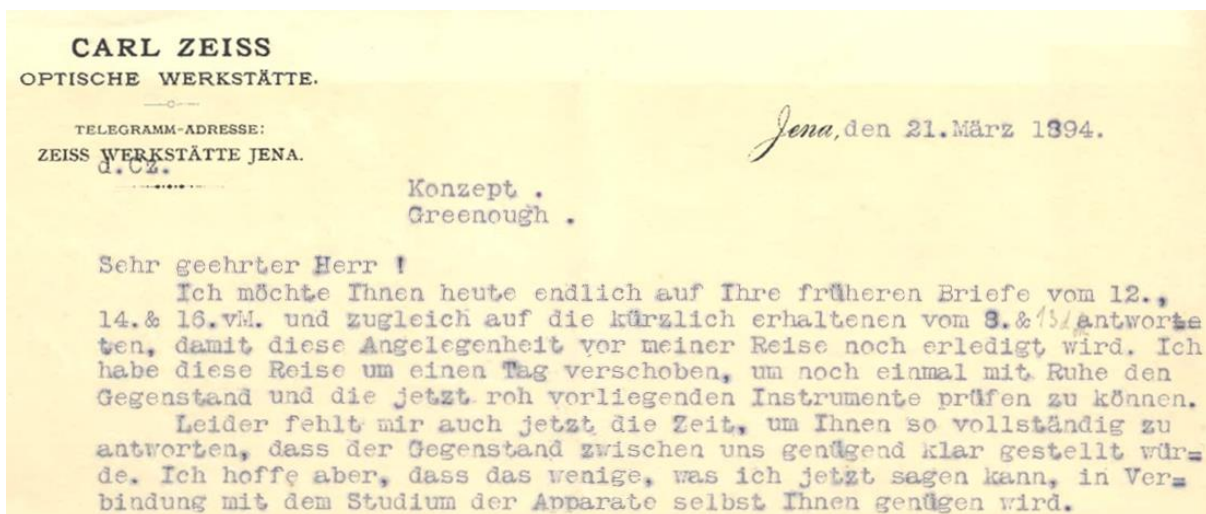 CARL ZEISS
OPTISCHE WERKSTÄTTE.
TELEGRAMM-ADRESSE:
ZEISS WERKSTÄTTE JENA.
d.Cz.
Jena, den 21.März 1894.
Konzept .
Greenough .
Sehr geehrter Herr !
Ich möchte Ihnen heute endlich auf Ihre früheren Briefe vom 12.,
14.& 16.vM. und zugleich auf die kürzlich erhaltenen vom 8.& antworte
ten, damit diese Angelegenheit vor meiner Reise noch erledigt wird. Ich
habe diese Reise um einen Tag verschoben, um noch einmal mit Ruhe den
Gegenstand und die jetzt roh vorliegenden Instrumente prüfen zu können.
Leider fehlt mir auch jetzt die Zeit, um Ihnen so vollständig zu
antworten, dass der Gegenstand zwischen uns genügend klar gestellt wür=
de. Ich hoffe aber, dass das wenige, was ich jetzt sagen kann, in Ver=
bindung mit dem Studium der Apparate selbst Ihnen genügen wird.